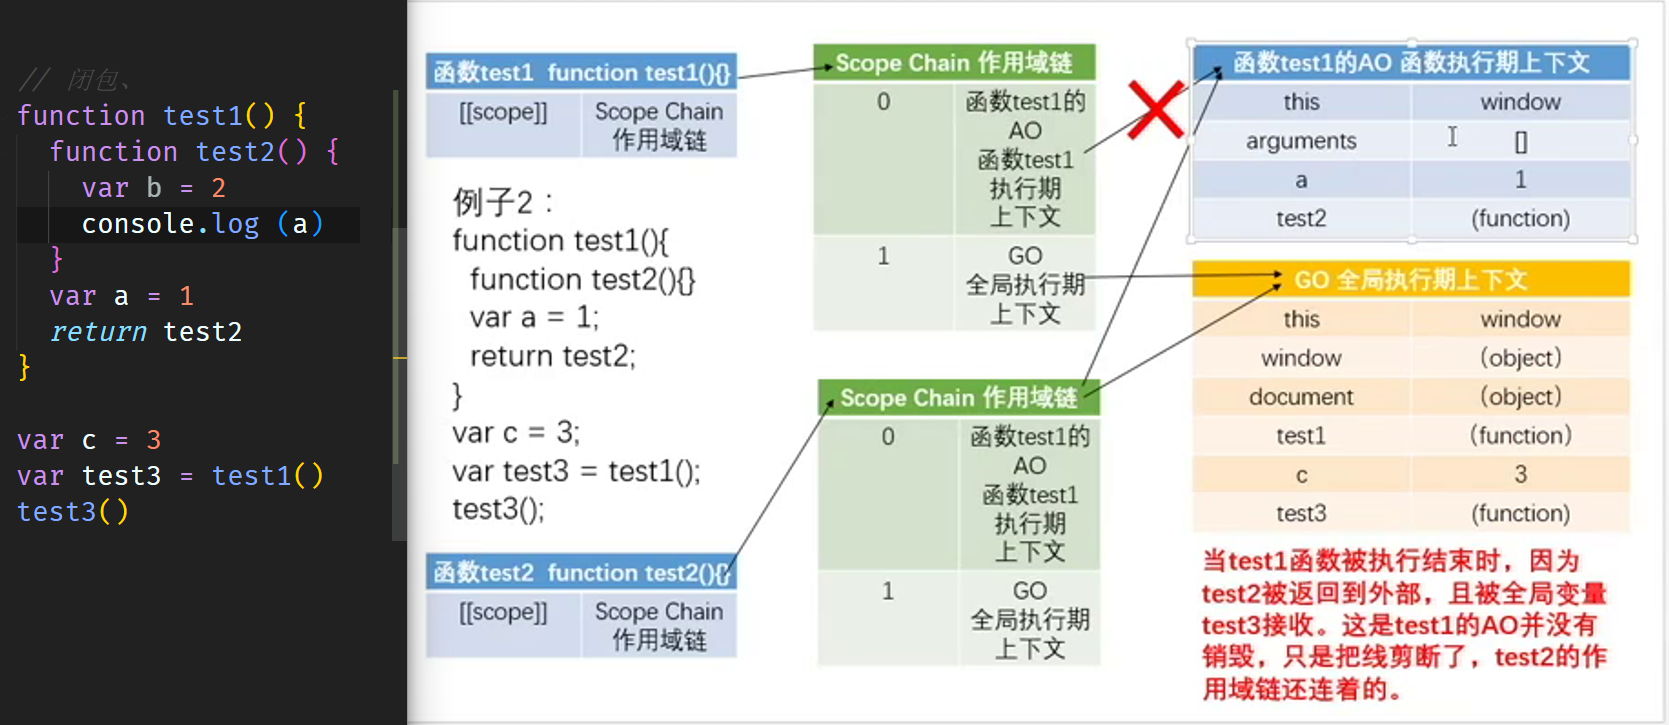 // 闭包、
function test1() {
function test2() {
var b = 2
console.log (a)
}
var a = 1
return test2
}
var c = 3
var test3 = test1()
test3()
函数test1 function test1(){}
[[scope]] Scope Chain
作用域链
例子2：
function test1(){
function test2(){}
var a = 1;
return test2;
}
var c = 3;
var test3 = test1();
test3();
函数test2 function test2(){}
[[scope]] Scope Chain
作用域链
Scope Chain 作用域链
0 函数test1的
AO
函数test1
执行期
上下文
1 GO
全局执行期
上下文
Scope Chain 作用域链
0 函数test1的
AO
函数test1
执行期
上下文
1 GO
全局执行期
上下文
函数test1的AO 函数执行期上下文
this window
arguments []
a 1
test2 (function)
GO 全局执行期上下文
this window
window (object)
document (object)
test1 (function)
c 3
test3 (function)
当test1函数被执行结束时，因为
test2被返回到外部，且被全局变量
test3接收。这是test1的AO并没有
销毁，只是把线剪断了，test2的作
用域链还连着的。